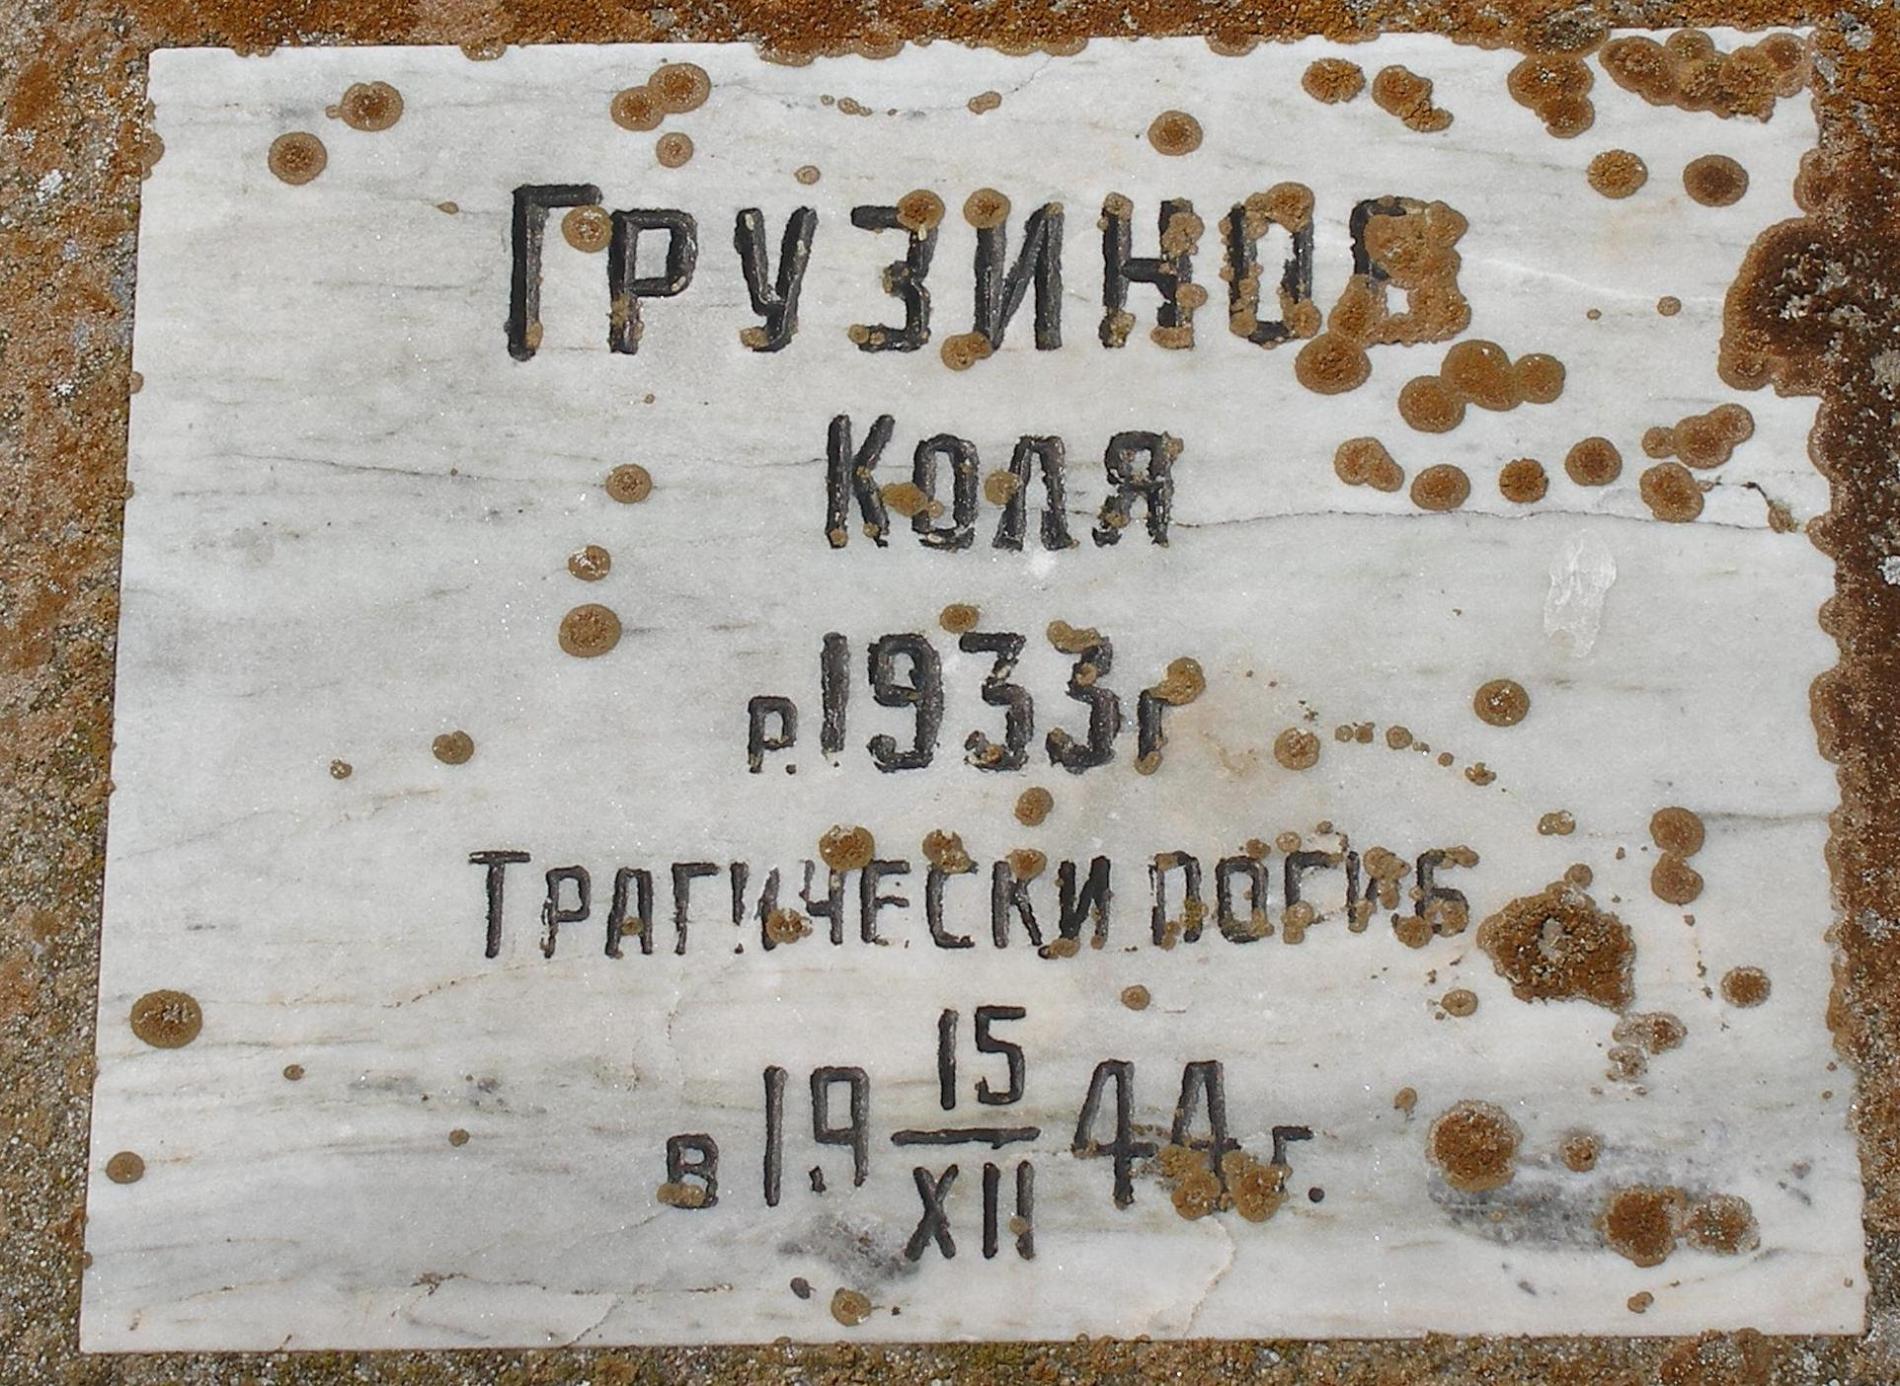 Грузинов
Коля
р. 1933 г
Трагически погиб
в 19 15/XII 44 г.